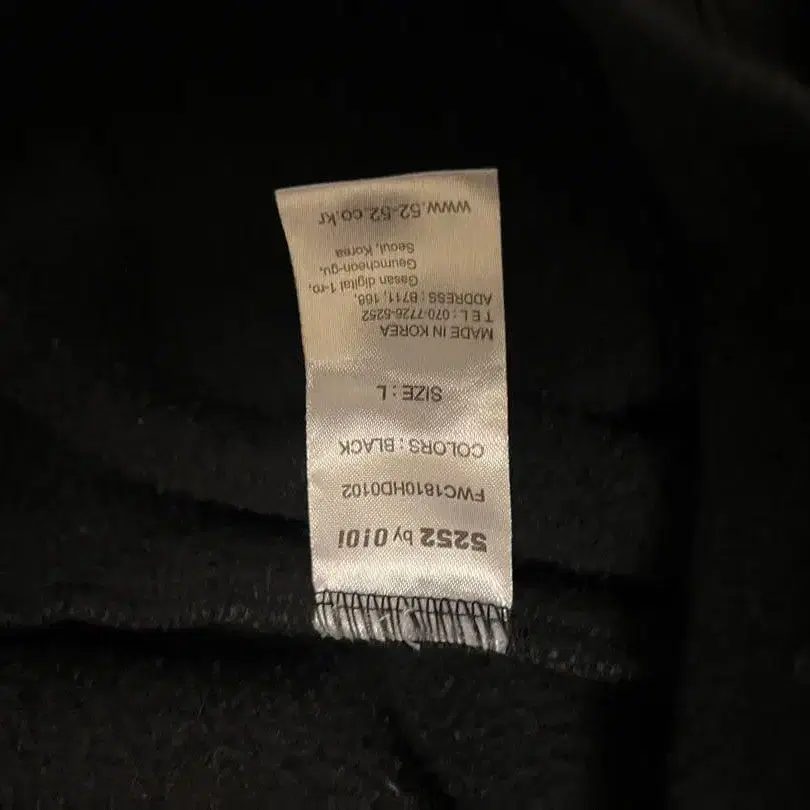 5252 by O!Oi
FWC1810HD0102
COLORS : BLACK
SIZE : L
MADE IN KOREA
TEL : 070-7726-5252
ADDRESS : B711, 168,
Gasan digital 1-ro,
Geumcheon-gu,
Seoul, Korea
www.52-52.co.kr